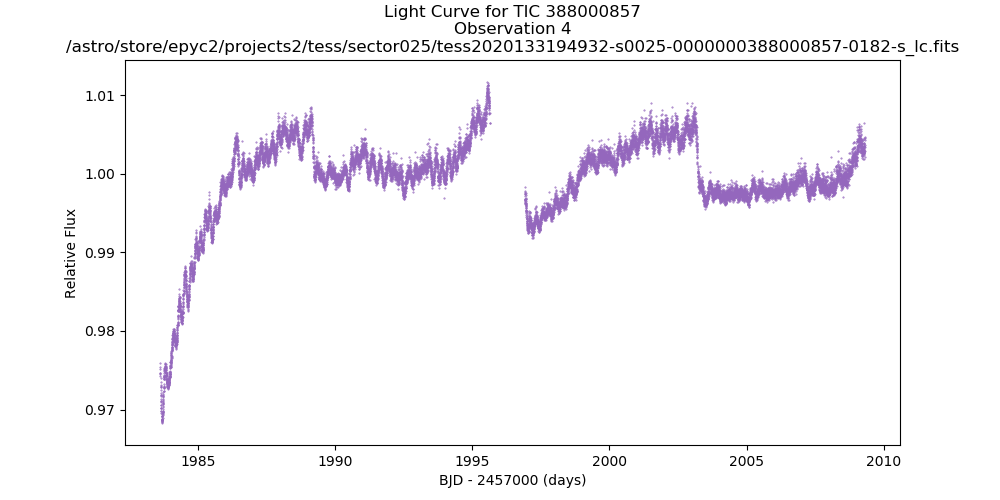 Light Curve for TIC 388000857
Observation 4
/astro/store/epyc2/projects2/tess/sector025/tess2020133194932-s0025-0000000388000857-0182-s_lc.fits
1.01
1.00
0.99
0.98
0.97
Relative Flux
1985 1990 1995 2000 2005 2010
BJD - 2457000 (days)